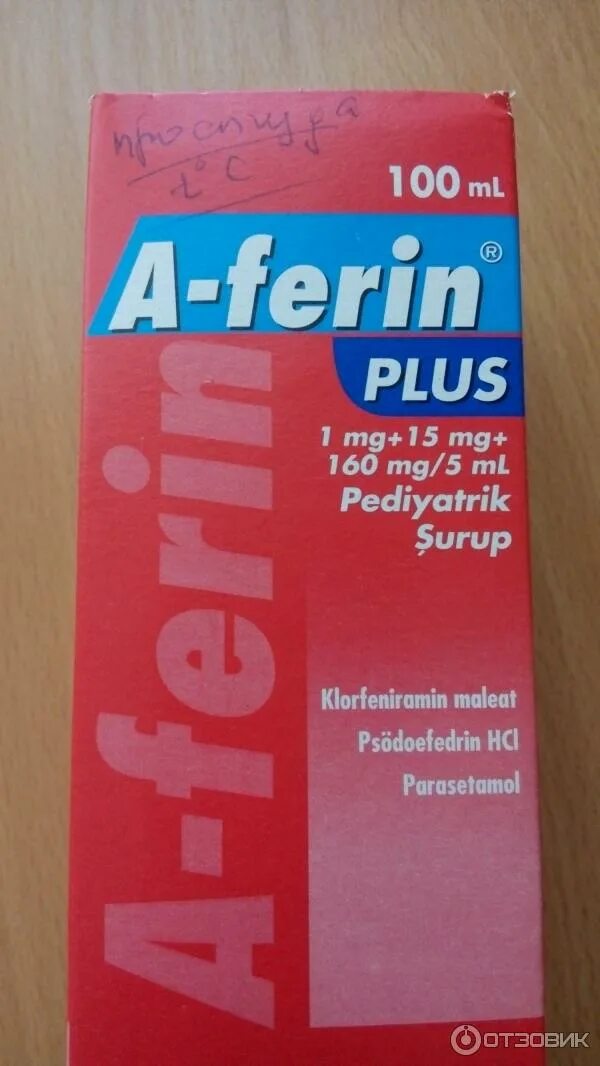 простуда
t° C
100 mL
A-ferin®
PLUS
1 mg+15 mg+
160 mg/5 mL
Pediyatrik
Şurup
A-ferin
Klorfeniramin maleat
Psödoefedrin HCl
Parasetamol
ОТЗОВИК